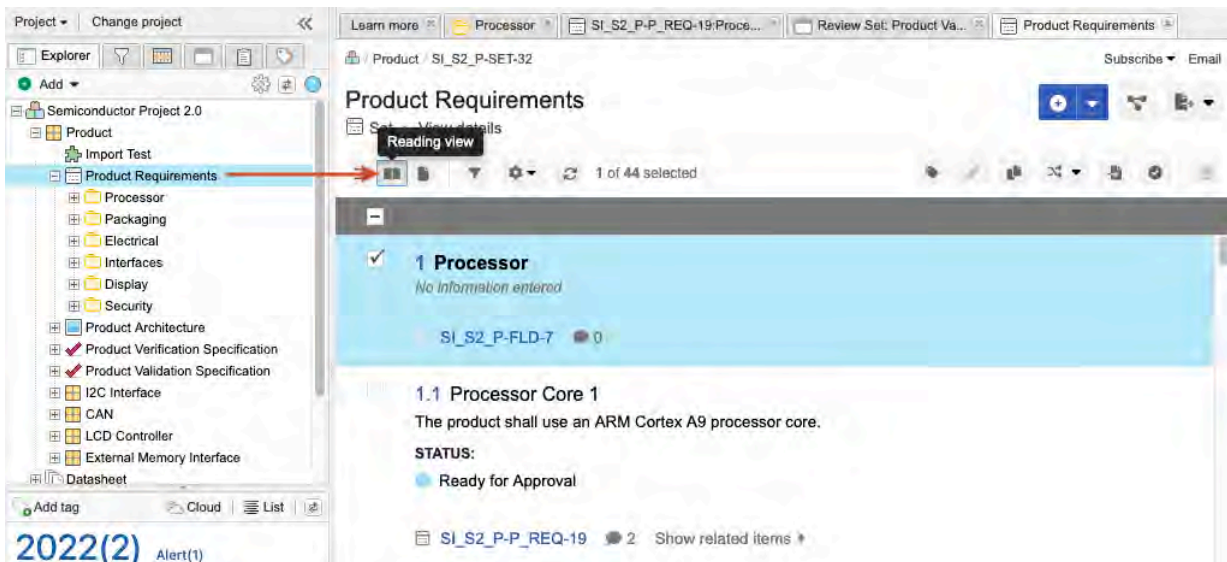 Project Change project
Explorer
Add
Semiconductor Project 2.0
Product
Import Test
Product Requirements
Processor
Packaging
Electrical
Interfaces
Display
Security
Product Architecture
Product Verification Specification
Product Validation Specification
I2C Interface
CAN
LCD Controller
External Memory Interface
Datasheet
Add tag Cloud List
2022(2) Alert(1)
Learn more Processor SI_S2_P-P_REQ-19:Proce... Review Set: Product Va... Product Requirements
/ Product / SI_S2_P-SET-32 Subscribe Email
Product Requirements
Set View details
Reading view
1 of 44 selected
1 Processor
No information entered
SI_S2_P-FLD-7 0
1.1 Processor Core 1
The product shall use an ARM Cortex A9 processor core.
STATUS:
Ready for Approval
SI_S2_P-P_REQ-19 2 Show related items